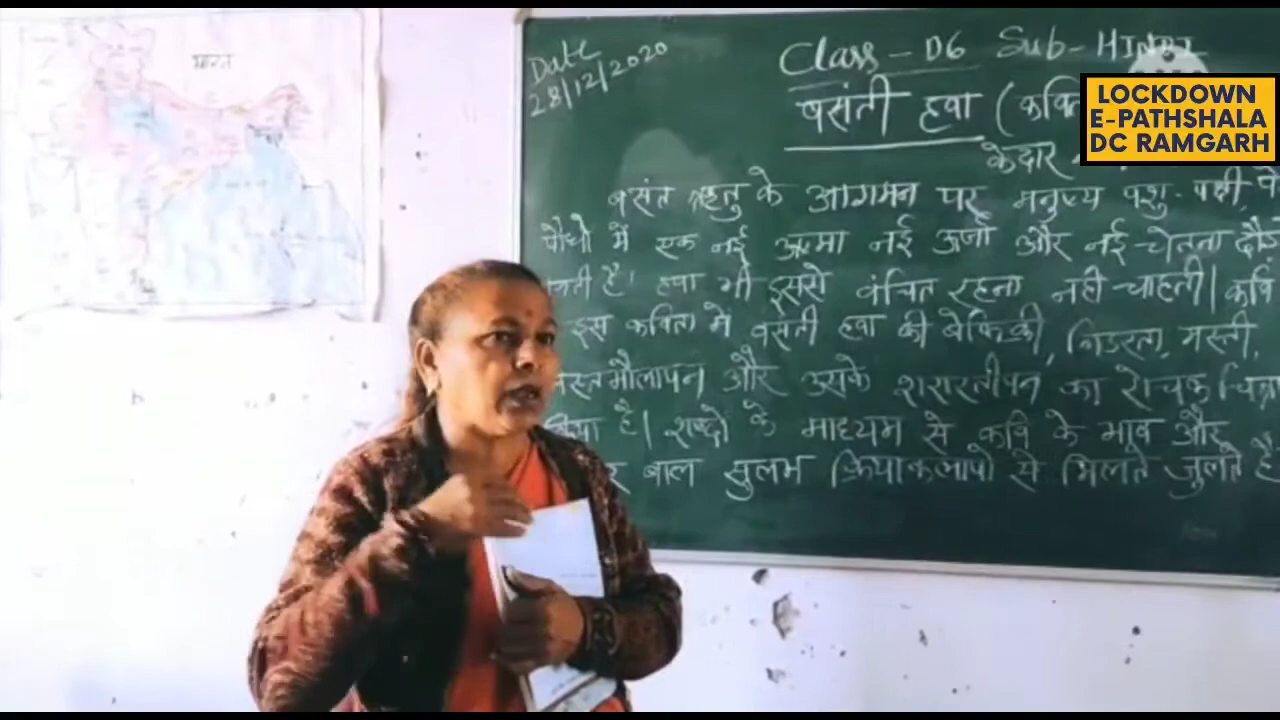 भारत
Date
28/12/2020
Class - 06 Sub- HINDI
वसंती हवा (कवि
केदार
LOCKDOWN
E-PATHSHALA
DC RAMGARH
वसंत ऋतु के आगमन पर मनुष्य पशु-पक्षी, पे
पौधो में एक नई नई ऊर्जा और नई-चेतना दौड़
है। हवा भी इससे वंचित रहना नही चाहती। कवि
इस कविता मे वसंती हवा की बेफिक्री, निडरता, मस्ती,
मस्तमौलापन और उसके शरारतीपन का रोचक चित्र
किया है। शब्दो के माध्यम से कवि के भाव और
र बाल सुलभ क्रियाकलापो से मिलते जुलते है